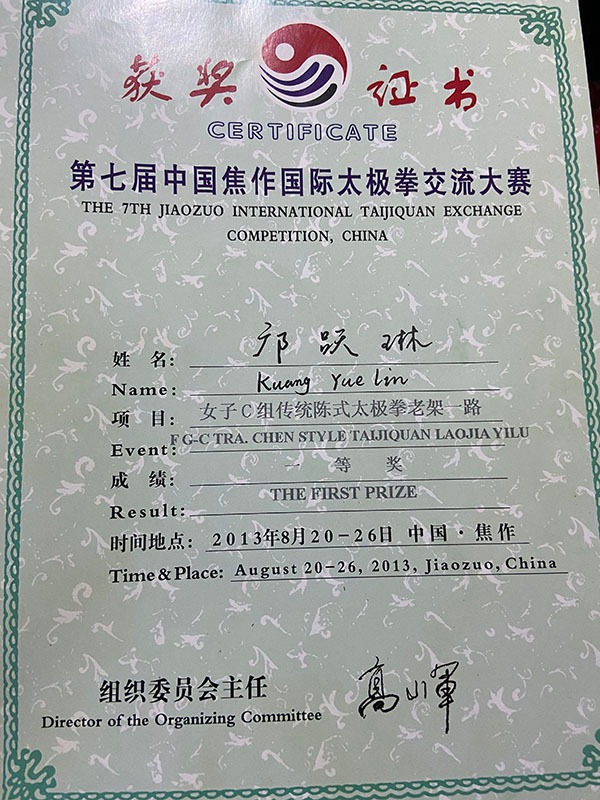 获奖证书
CERTIFICATE
第七届中国焦作国际太极拳交流大赛
THE 7TH JIAOZUO INTERNATIONAL TAIJIQUAN EXCHANGE
COMPETITION, CHINA
姓 名: 邝跃琳
Name: Kuang Yue Lin
项 目: 女子C组传统陈式太极拳老架一路
Event: F G-C TRA. CHEN STYLE TAIJIQUAN LAOJIA YILU
成 绩: 一等奖
Result: THE FIRST PRIZE
时间地点: 2013年8月20-26日 中国·焦作
Time & Place: August 20-26, 2013, Jiaozuo, China
组织委员会主任
Director of the Organizing Committee